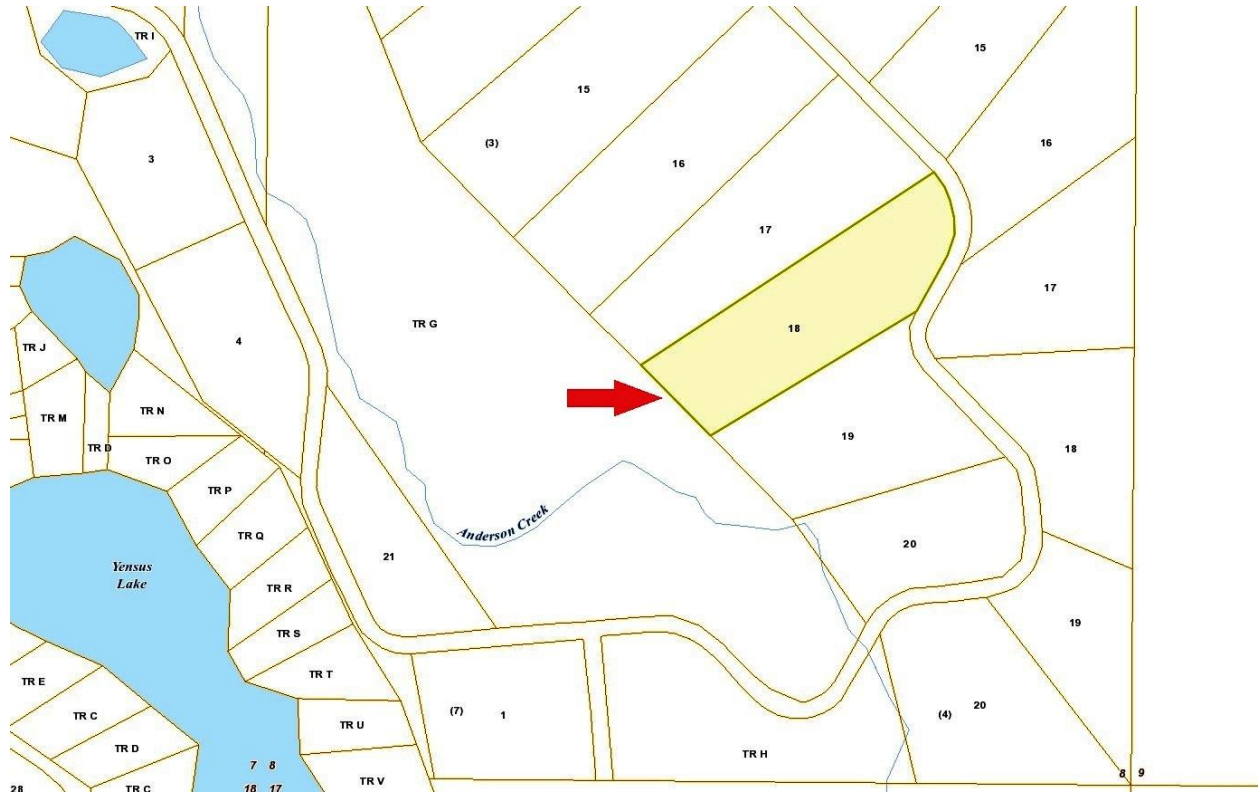 TR I
15
15
(3)
16
16
3
17
17
TR G
18
4
TR J
TR N
TR M
TR D
TR O
19
18
TR P
Anderson Creek
TR Q
20
21
Yensus
Lake
TR R
19
TR S
TR T
TR E
(7)
1
(4)
20
TR C
TR U
TR D
TR H
7 8
8 9
TR V
28
TR C
18 17